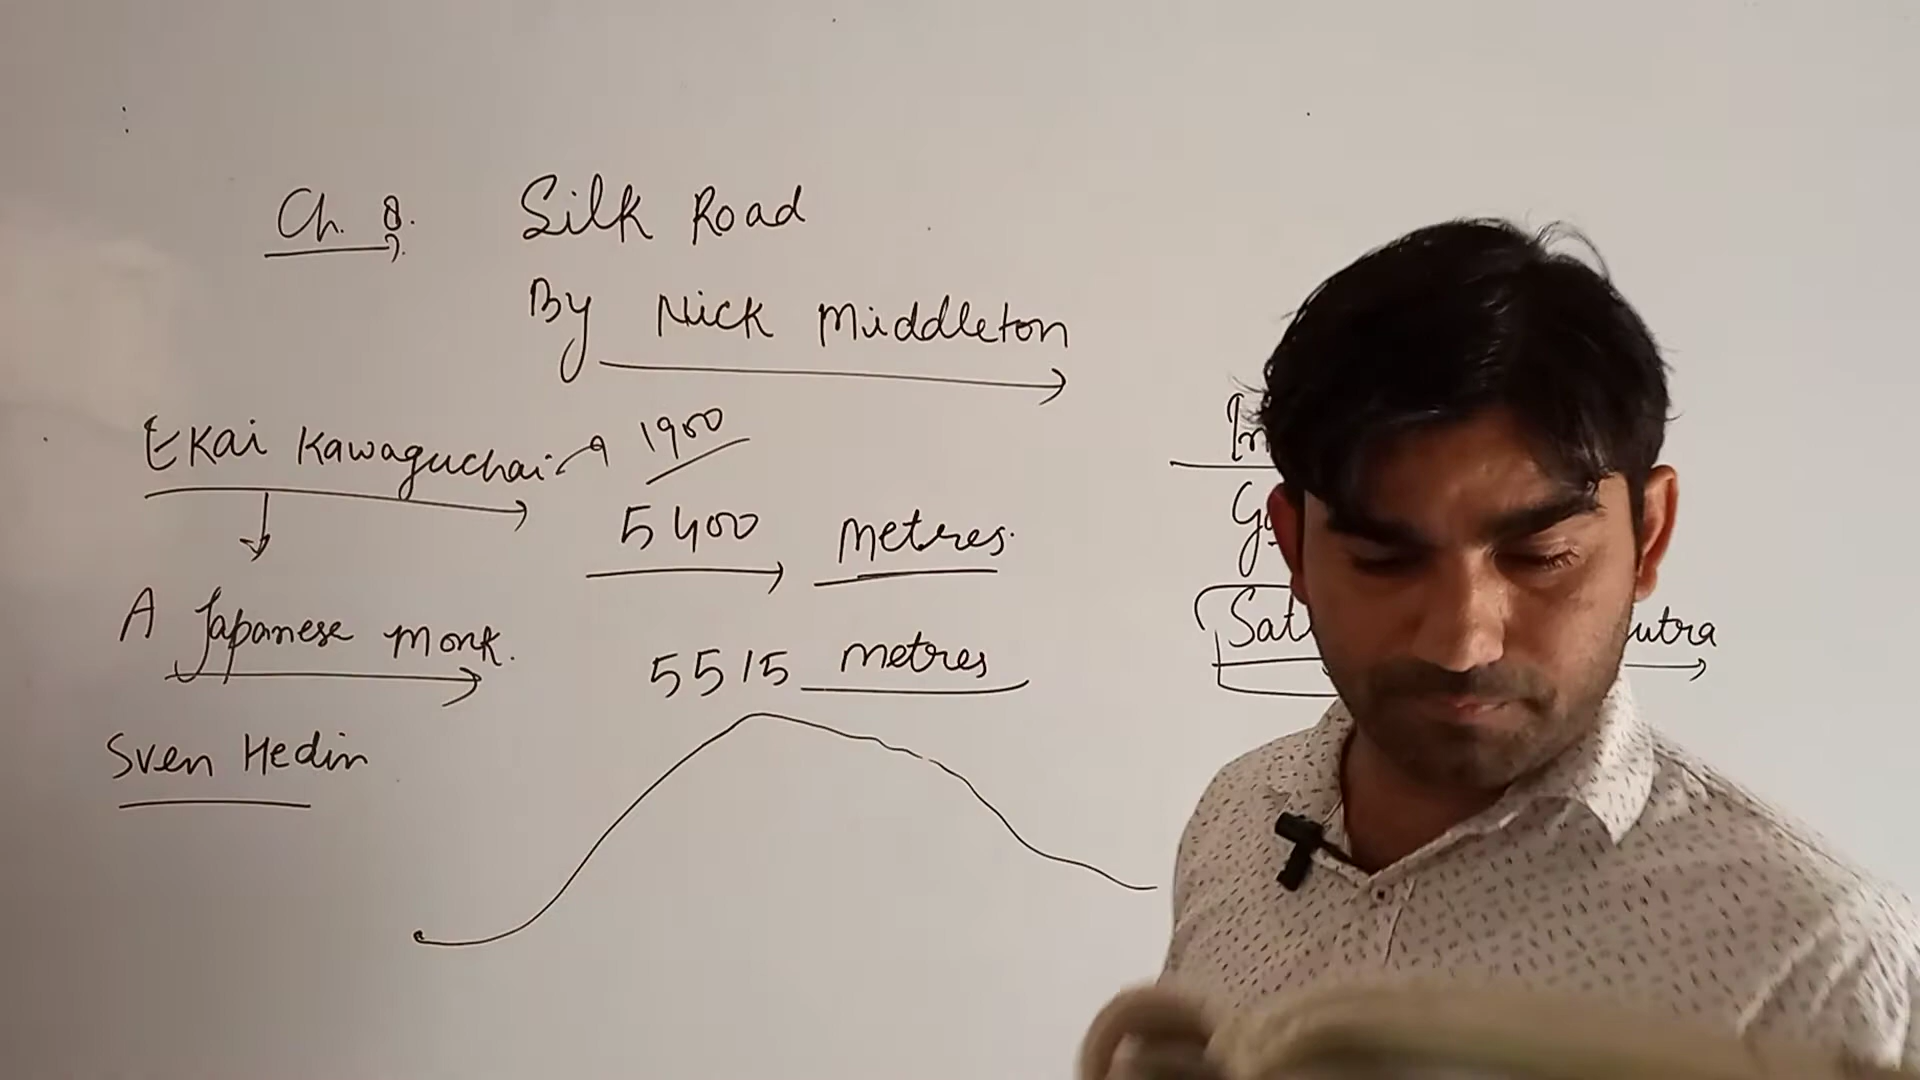 Ch. 8. Silk Road
By Nick Middleton
Ekai Kawaguchai 1900
5400 metres.
A Japanese monk.
5515 metres
Sven Hedin